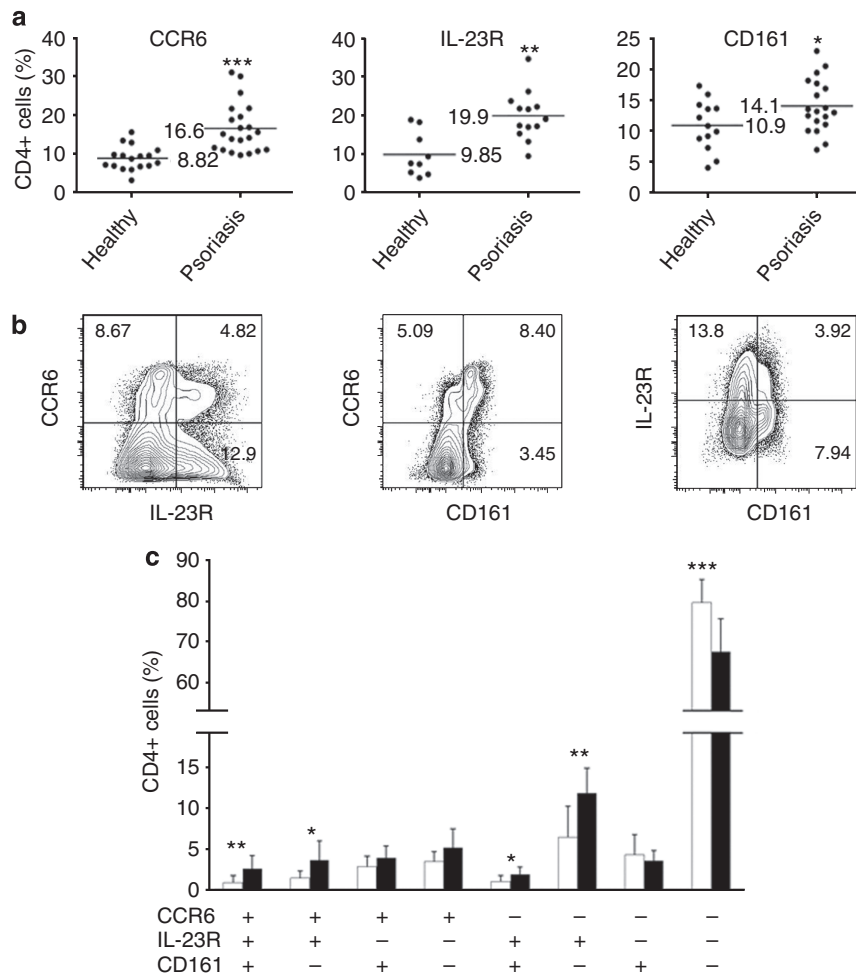 a
CCR6
IL-23R
CD161
CD4+ cells (%)
40
30
20
10
0
***
16.6
8.82
Healthy
Psoriasis
40
30
20
10
0
**
19.9
9.85
Healthy
Psoriasis
25
20
15
10
5
0
*
14.1
10.9
Healthy
Psoriasis
b
8.67
4.82
12.9
CCR6
IL-23R
5.09
8.40
3.45
CCR6
CD161
13.8
3.92
7.94
IL-23R
CD161
c
CD4+ cells (%)
90
80
70
60
15
10
5
0
** * * ** ***
CCR6 + + + + − − − −
IL-23R + + − − + + − −
CD161 + − + − + − + −